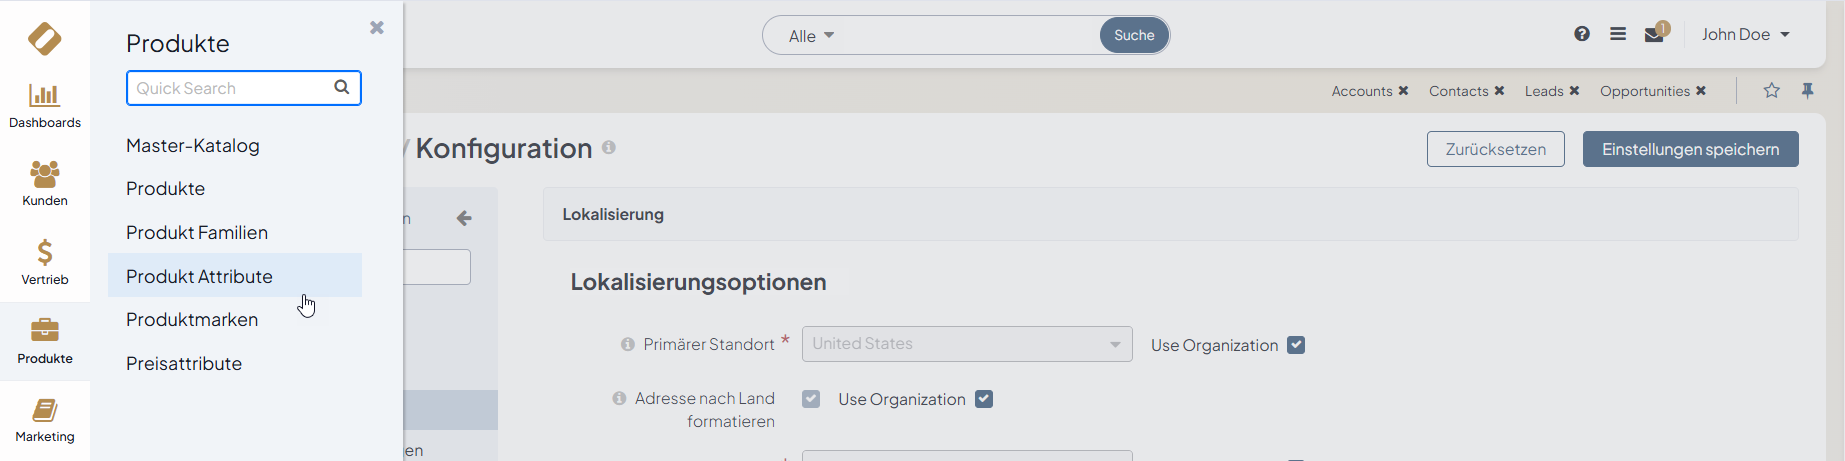 Dashboards
Kunden
Vertrieb
Produkte
Marketing
Produkte
Quick Search
Master-Katalog
Produkte
Produkt Familien
Produkt Attribute
Produktmarken
Preisattribute
Alle
Suche
1
John Doe
Accounts
Contacts
Leads
Opportunities
/ Konfiguration
Zurücksetzen
Einstellungen speichern
n
en
Lokalisierung
Lokalisierungsoptionen
Primärer Standort *
United States
Use Organization
Adresse nach Land
formatieren
Use Organization